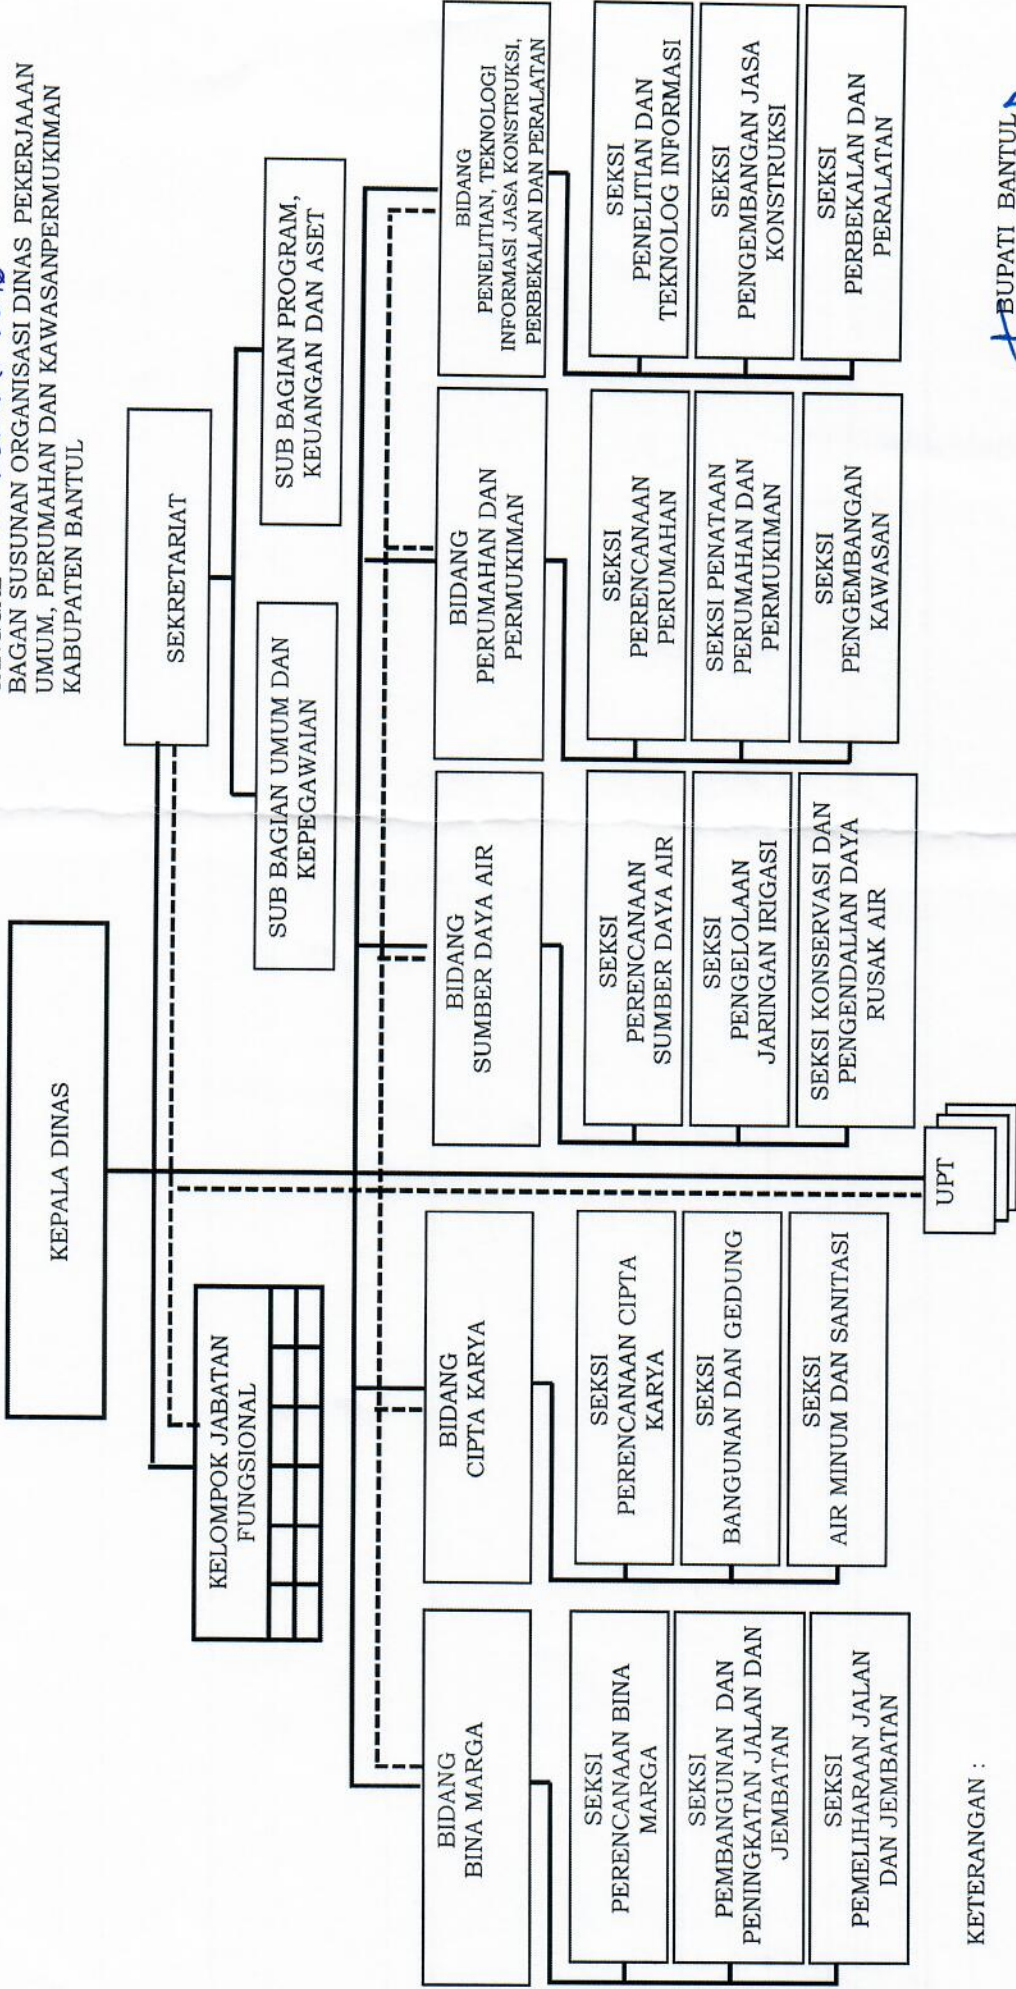 BAGAN SUSUNAN ORGANISASI DINAS PEKERJAAAN
UMUM, PERUMAHAN DAN KAWASANPERMUKIMAN
KABUPATEN BANTUL
KEPALA DINAS
SEKRETARIAT
KELOMPOK JABATAN
FUNGSIONAL
SUB BAGIAN UMUM DAN
KEPEGAWAIAN
SUB BAGIAN PROGRAM,
KEUANGAN DAN ASET
BIDANG
BINA MARGA
SEKSI
PERENCANAAN BINA
MARGA
SEKSI
PEMBANGUNAN DAN
PENINGKATAN JALAN DAN
JEMBATAN
SEKSI
PEMELIHARAAN JALAN
DAN JEMBATAN
BIDANG
CIPTA KARYA
SEKSI
PERENCANAAN CIPTA
KARYA
SEKSI
BANGUNAN DAN GEDUNG
SEKSI
AIR MINUM DAN SANITASI
BIDANG
SUMBER DAYA AIR
SEKSI
PERENCANAAN
SUMBER DAYA AIR
SEKSI
PENGELOLAAN
JARINGAN IRIGASI
SEKSI KONSERVASI DAN
PENGENDALIAN DAYA
RUSAK AIR
BIDANG
PERUMAHAN DAN
PERMUKIMAN
SEKSI
PERENCANAAN
PERUMAHAN
SEKSI PENATAAN
PERUMAHAN DAN
PERMUKIMAN
SEKSI
PENGEMBANGAN
KAWASAN
BIDANG
PENELITIAN, TEKNOLOGI
INFORMASI JASA KONSTRUKSI,
PERBEKALAN DAN PERALATAN
SEKSI
PENELITIAN DAN
TEKNOLOG INFORMASI
SEKSI
PENGEMBANGAN JASA
KONSTRUKSI
SEKSI
PERBEKALAN DAN
PERALATAN
UPT
KETERANGAN :
BUPATI BANTUL